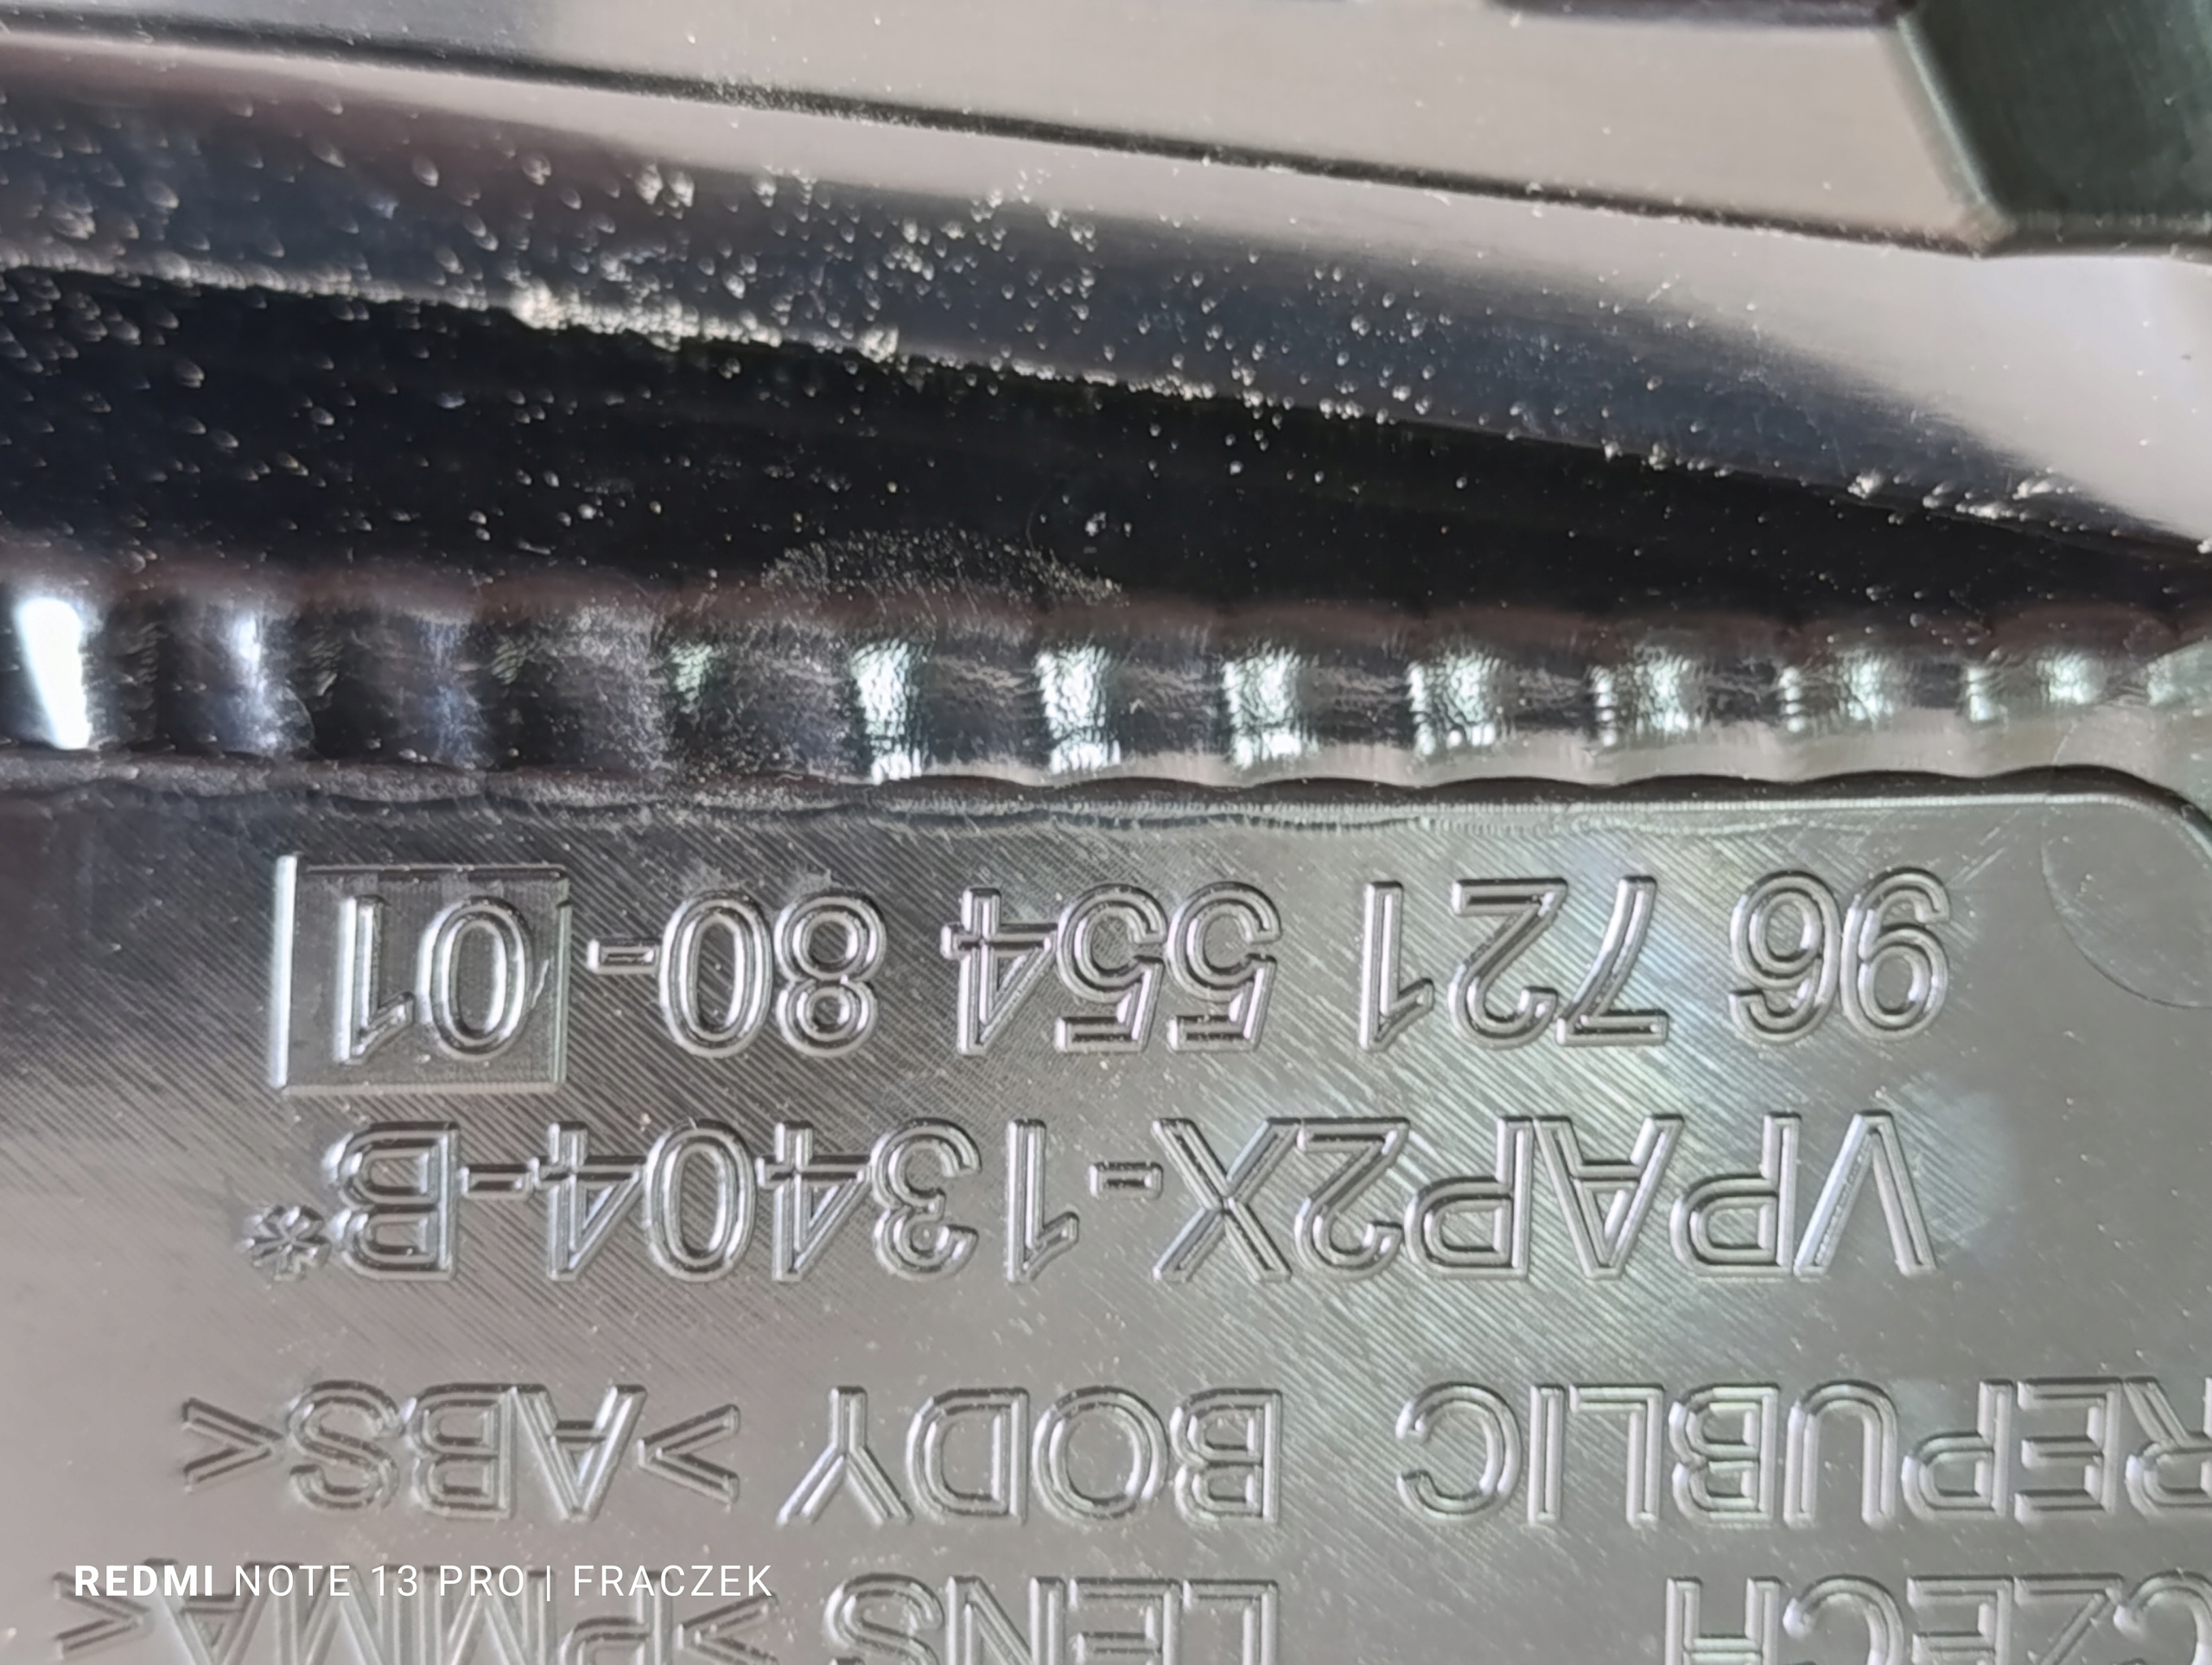 CZECH LENS >PMMA<
REPUBLIC BODY >ABS<
VPAP2X-13404-B*
96 721 554 80-01
REDMI NOTE 13 PRO | FRACZEK